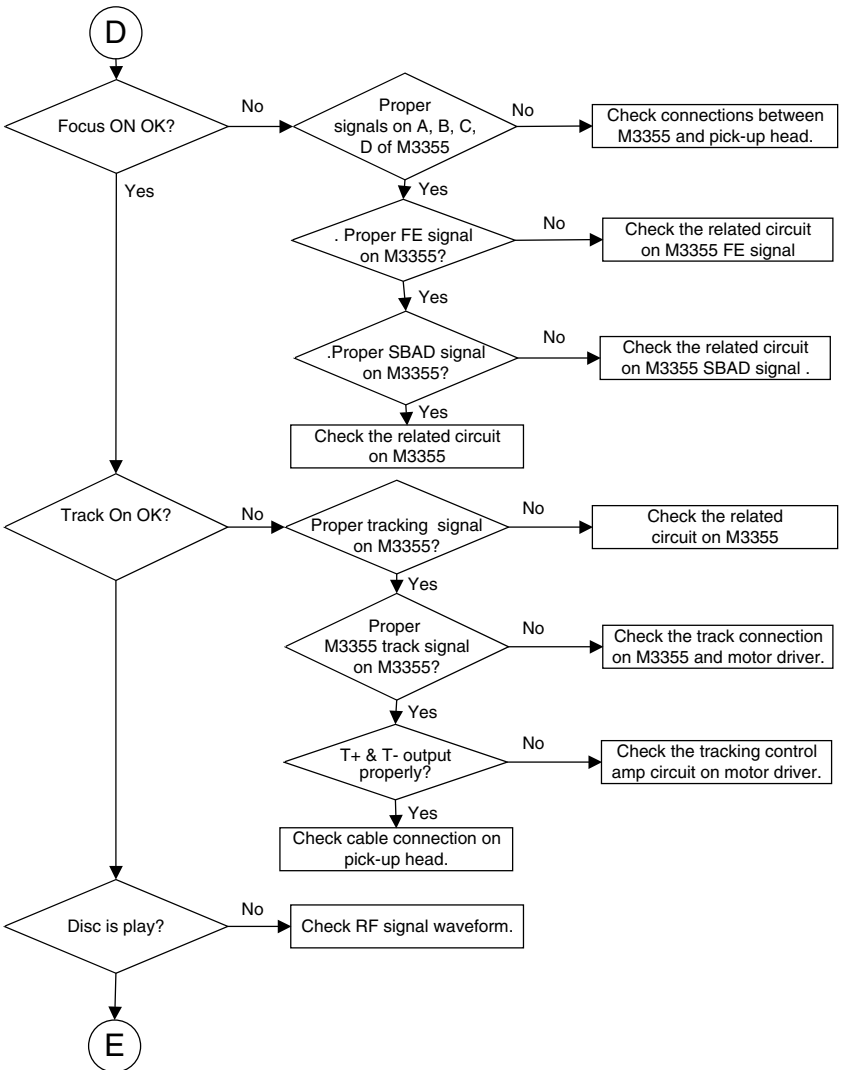 D
Focus ON OK?
No
Proper
signals on A, B, C,
D of M3355
No
Check connections between
M3355 and pick-up head.
Yes
Yes
. Proper FE signal
on M3355?
No
Check the related circuit
on M3355 FE signal
Yes
.Proper SBAD signal
on M3355?
No
Check the related circuit
on M3355 SBAD signal .
Yes
Check the related circuit
on M3355
Track On OK?
No
Proper tracking signal
on M3355?
No
Check the related
circuit on M3355
Yes
Proper
M3355 track signal
on M3355?
No
Check the track connection
on M3355 and motor driver.
Yes
T+ & T- output
properly?
No
Check the tracking control
amp circuit on motor driver.
Yes
Check cable connection on
pick-up head.
Disc is play?
No
Check RF signal waveform.
E